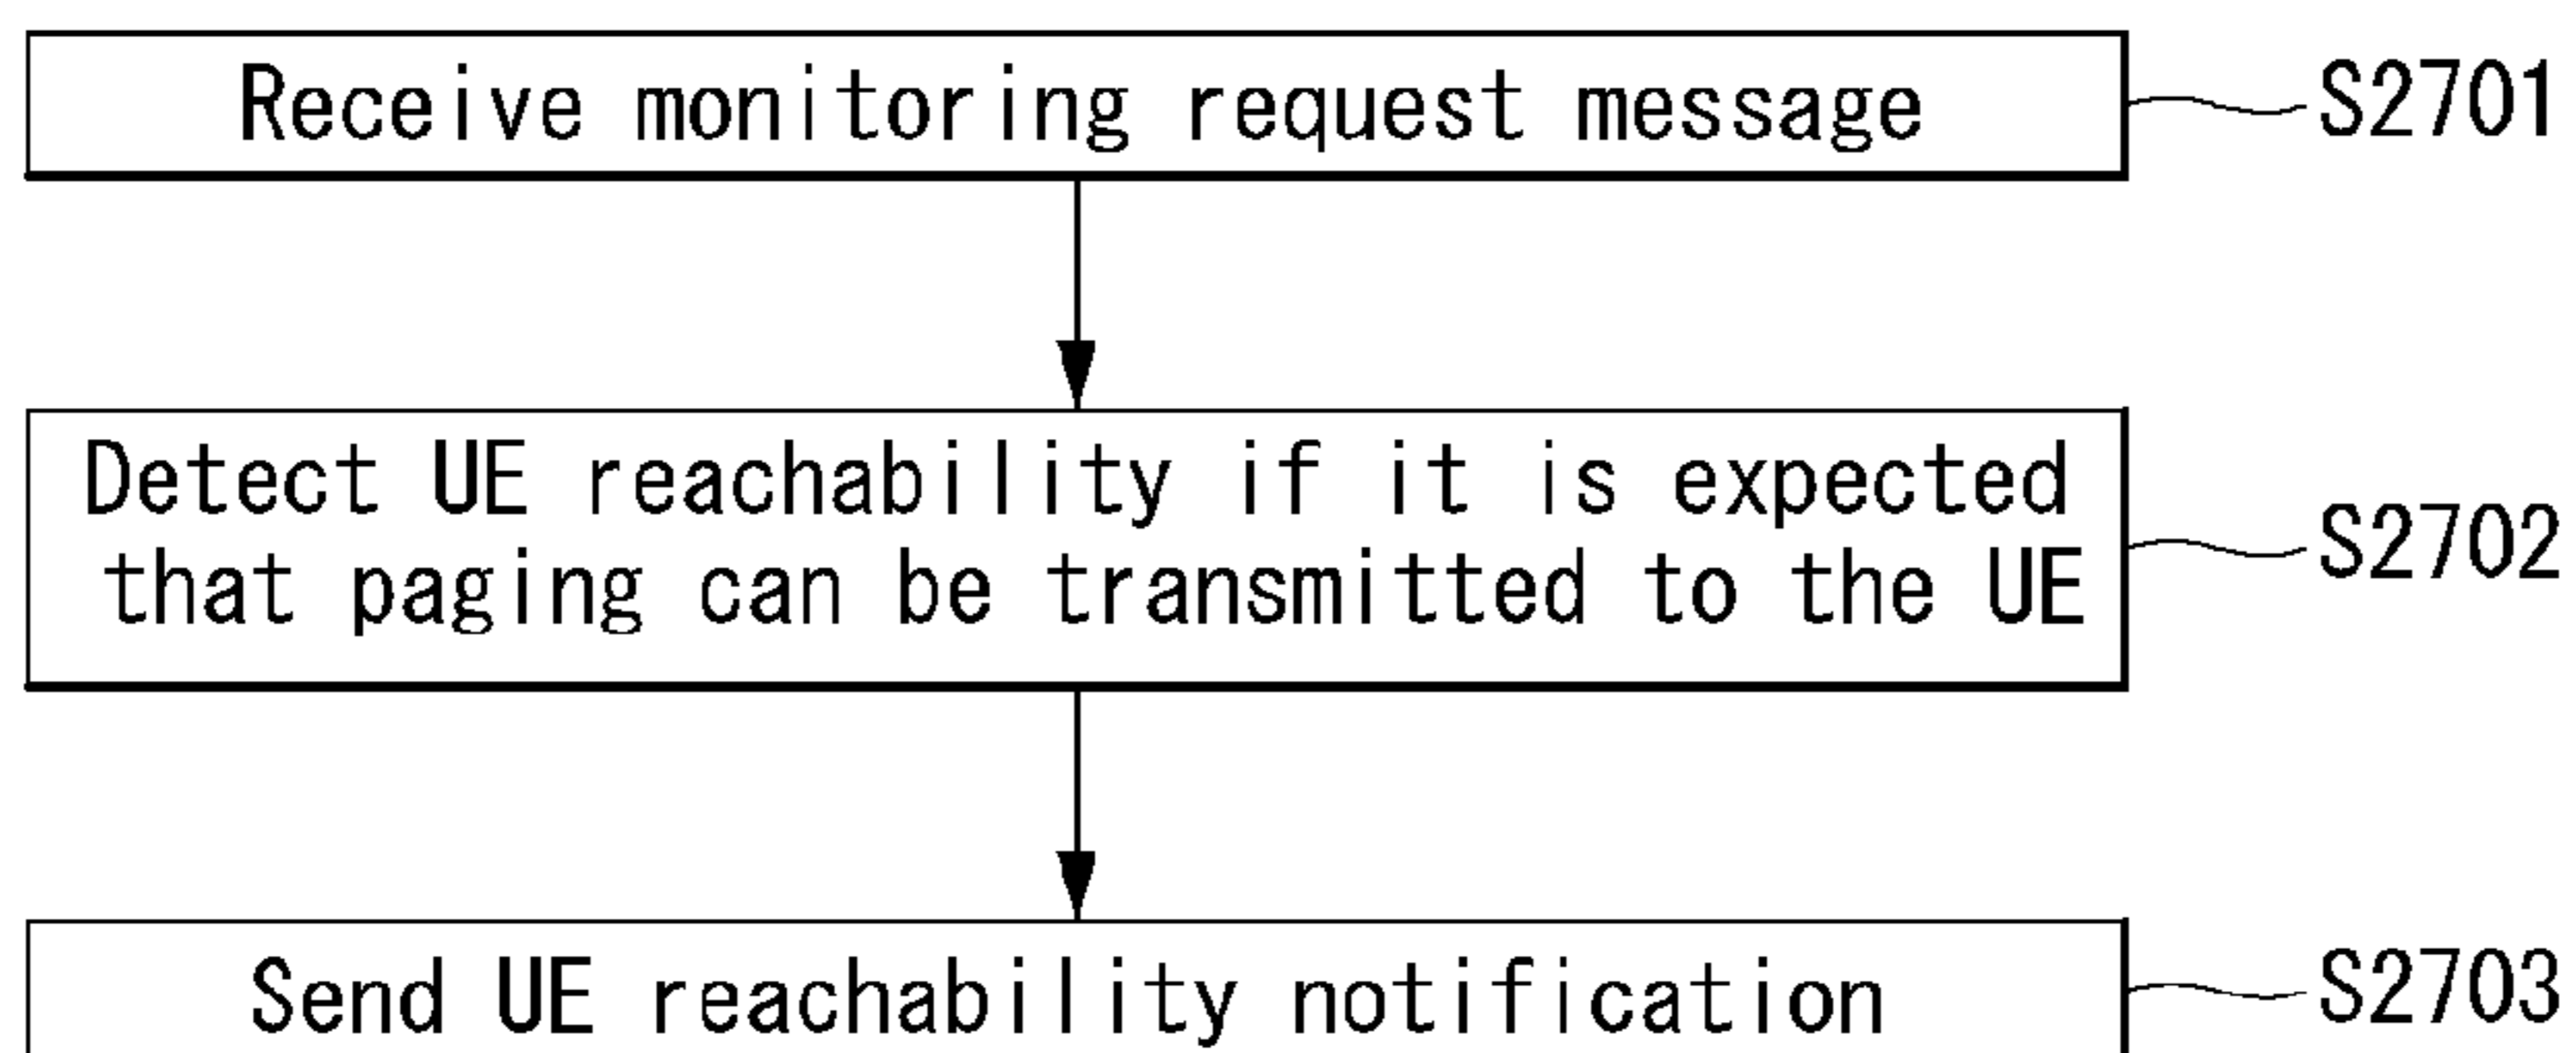 Receive monitoring request message
S2701
Detect UE reachability if it is expected
that paging can be transmitted to the UE
S2702
Send UE reachability notification
S2703